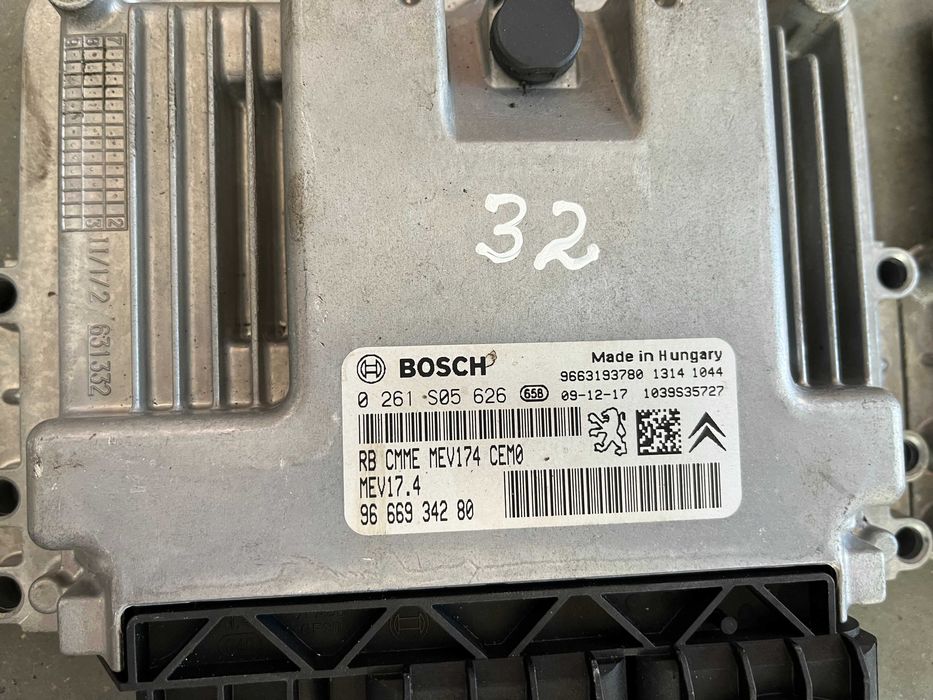 32
BOSCH Made in Hungary
9663193780 1314 1044
0 261 S05 626 65B 09-12-17 1039S35727
RB CMME MEV174 CEM0
MEV17.4
96 669 342 80
11/1/2 631332